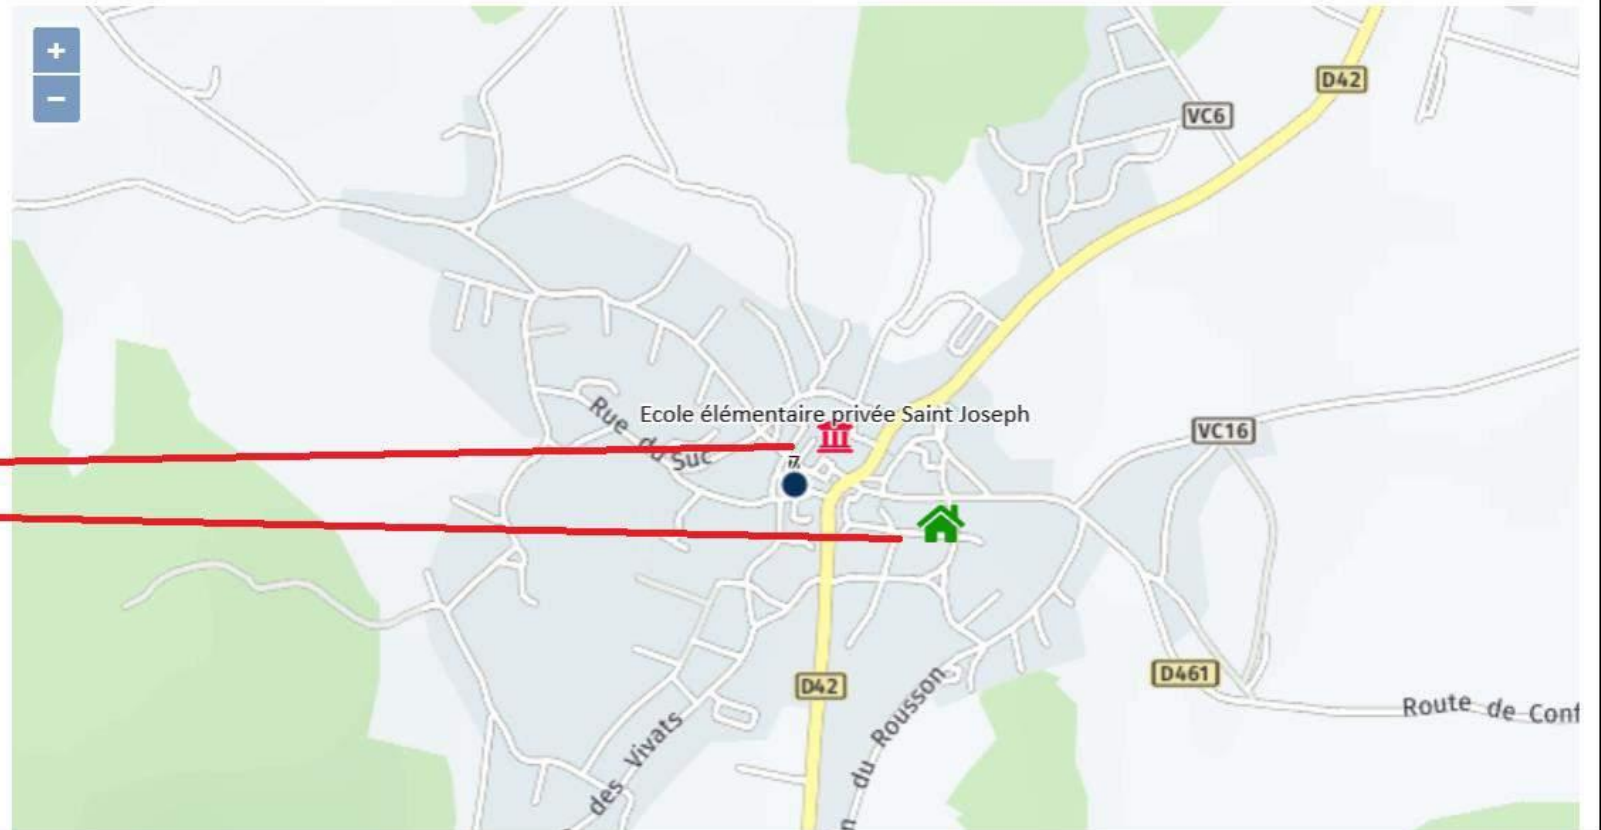 +
−
D42
VC6
Rue du Suc
Ecole élémentaire privée Saint Joseph
VC16
D42
D461
des Vivats
du Rousson
Route de Conf